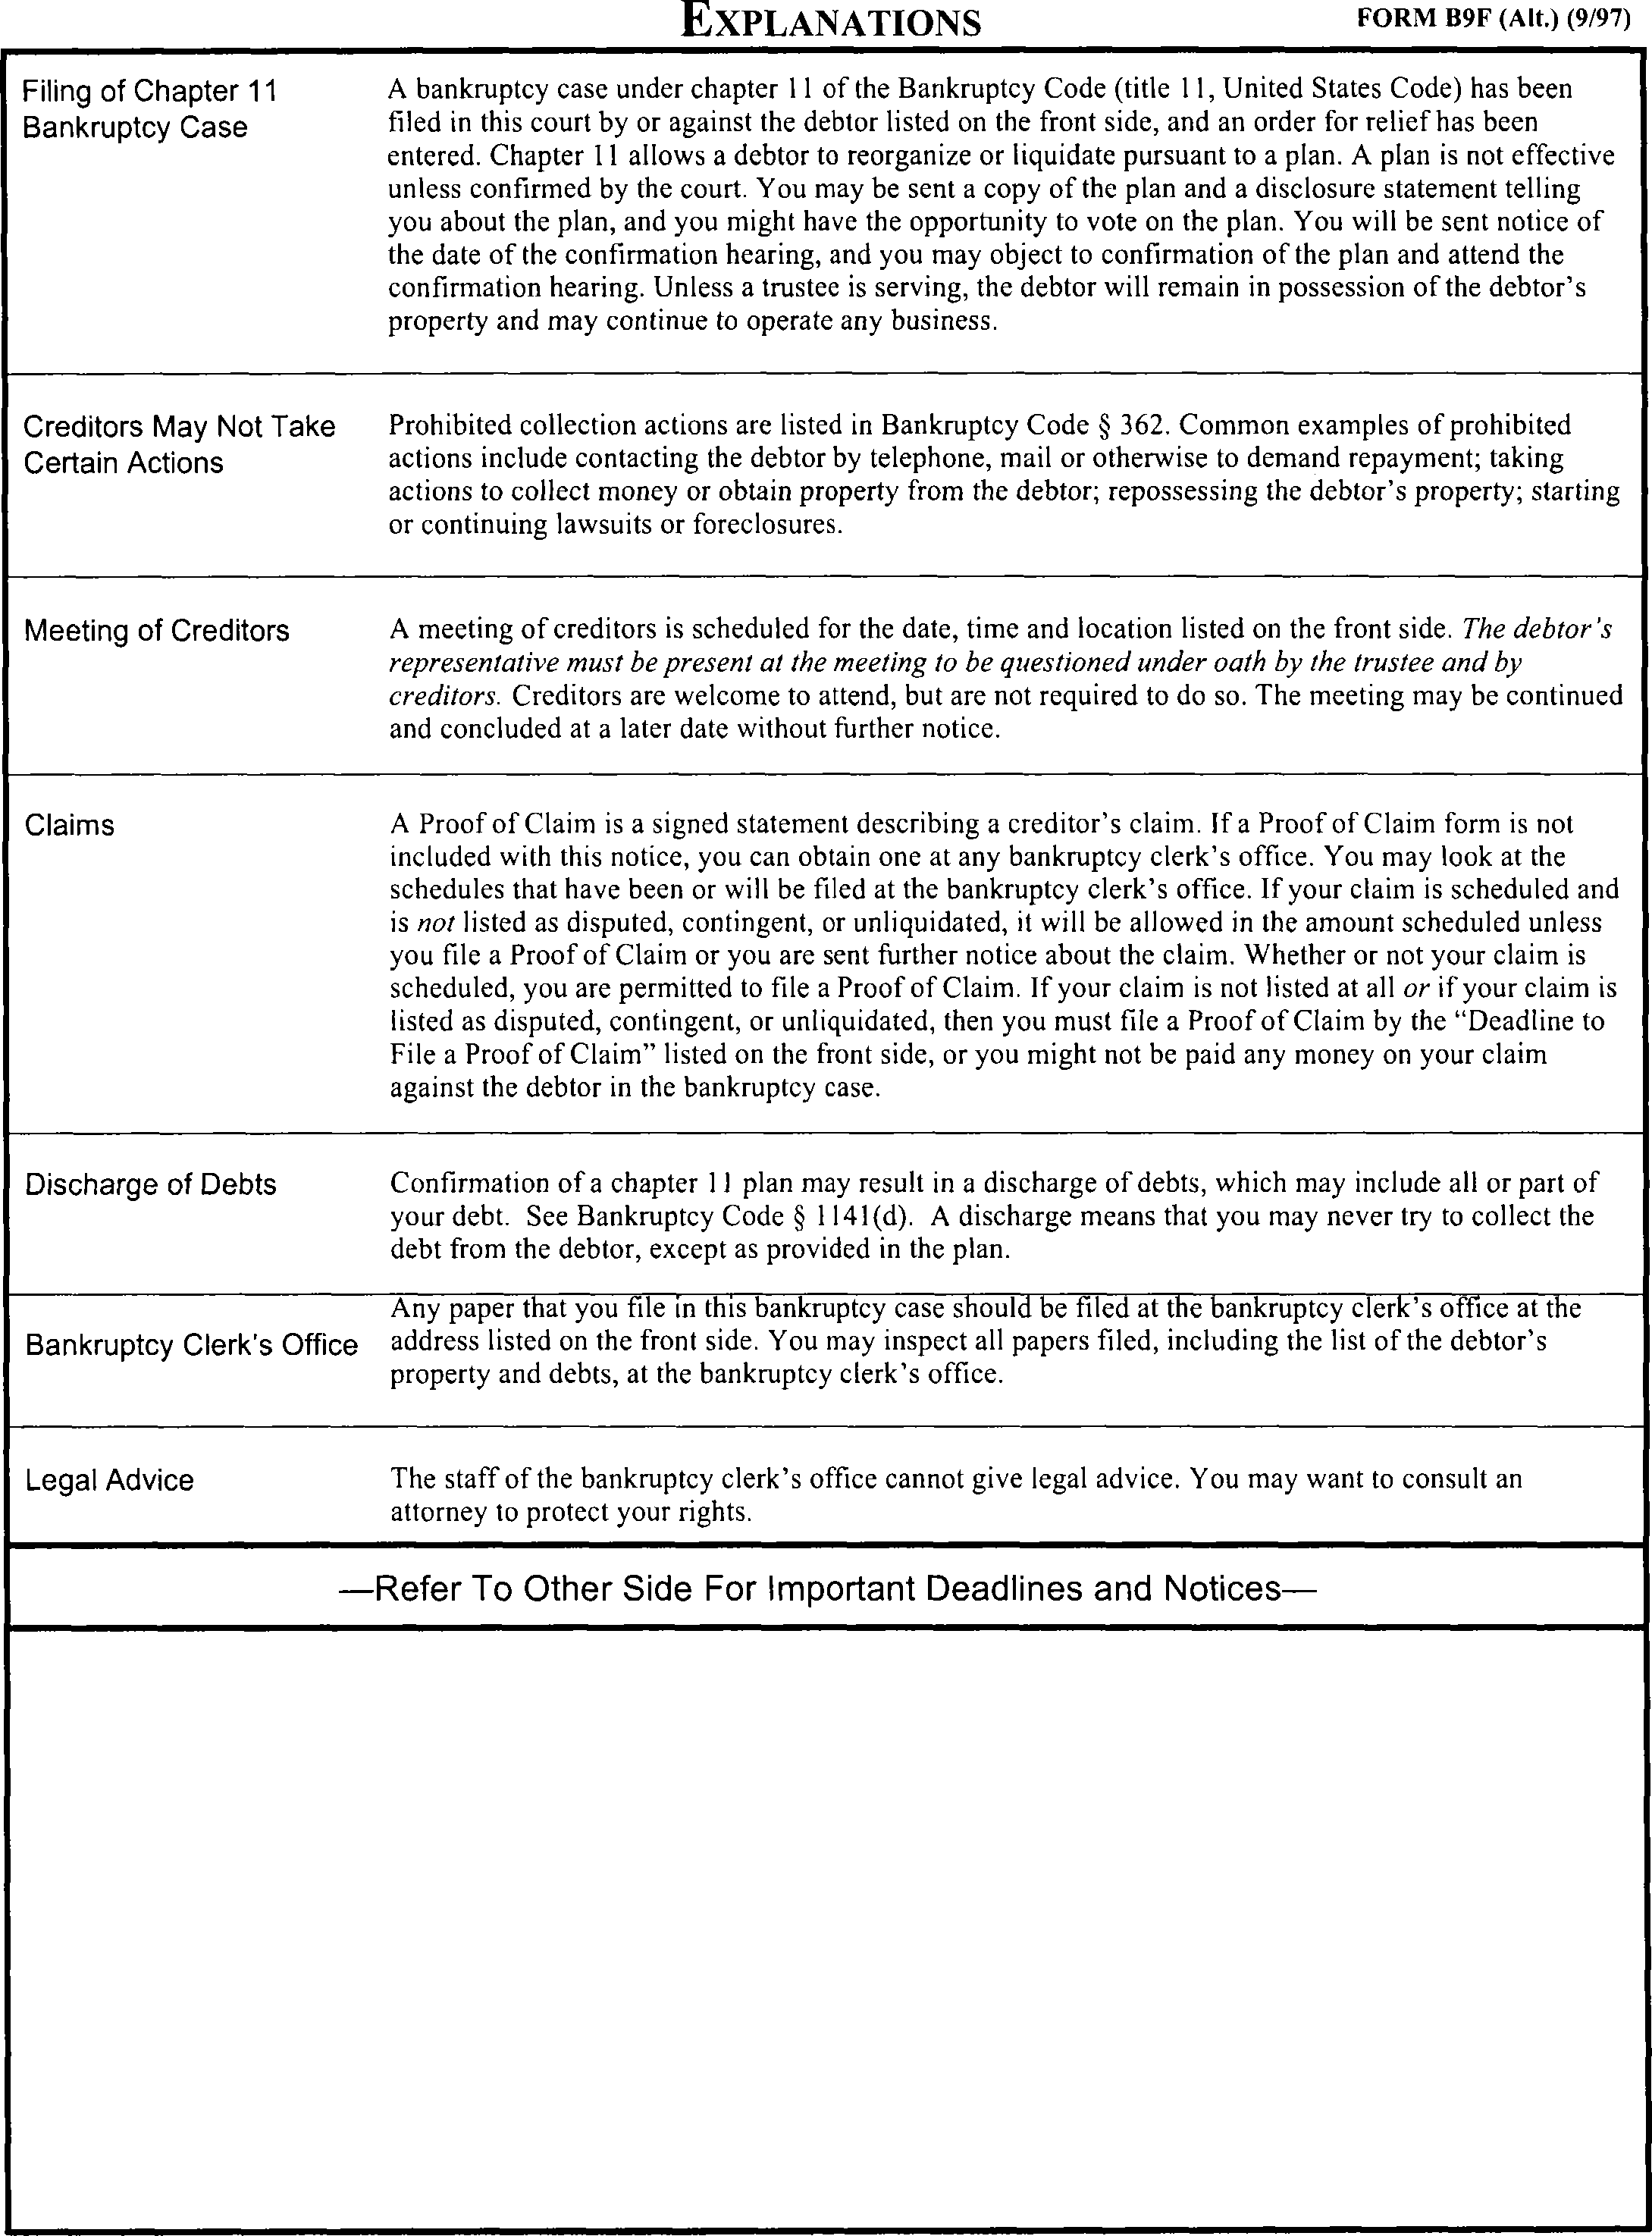 EXPLANATIONS FORM B9F (Alt.) (9/97)
Filing of Chapter 11
Bankruptcy Case
A bankruptcy case under chapter 11 of the Bankruptcy Code (title 11, United States Code) has been
filed in this court by or against the debtor listed on the front side, and an order for relief has been
entered. Chapter 11 allows a debtor to reorganize or liquidate pursuant to a plan. A plan is not effective
unless confirmed by the court. You may be sent a copy of the plan and a disclosure statement telling
you about the plan, and you might have the opportunity to vote on the plan. You will be sent notice of
the date of the confirmation hearing, and you may object to confirmation of the plan and attend the
confirmation hearing. Unless a trustee is serving, the debtor will remain in possession of the debtor's
property and may continue to operate any business.
Creditors May Not Take
Certain Actions
Prohibited collection actions are listed in Bankruptcy Code § 362. Common examples of prohibited
actions include contacting the debtor by telephone, mail or otherwise to demand repayment; taking
actions to collect money or obtain property from the debtor; repossessing the debtor's property; starting
or continuing lawsuits or foreclosures.
Meeting of Creditors
A meeting of creditors is scheduled for the date, time and location listed on the front side. The debtor's
representative must be present at the meeting to be questioned under oath by the trustee and by
creditors. Creditors are welcome to attend, but are not required to do so. The meeting may be continued
and concluded at a later date without further notice.
Claims
A Proof of Claim is a signed statement describing a creditor's claim. If a Proof of Claim form is not
included with this notice, you can obtain one at any bankruptcy clerk's office. You may look at the
schedules that have been or will be filed at the bankruptcy clerk's office. If your claim is scheduled and
is not listed as disputed, contingent, or unliquidated, it will be allowed in the amount scheduled unless
you file a Proof of Claim or you are sent further notice about the claim. Whether or not your claim is
scheduled, you are permitted to file a Proof of Claim. If your claim is not listed at all or if your claim is
listed as disputed, contingent, or unliquidated, then you must file a Proof of Claim by the “Deadline to
File a Proof of Claim” listed on the front side, or you might not be paid any money on your claim
against the debtor in the bankruptcy case.
Discharge of Debts
Confirmation of a chapter 11 plan may result in a discharge of debts, which may include all or part of
your debt. See Bankruptcy Code § 1141(d). A discharge means that you may never try to collect the
debt from the debtor, except as provided in the plan.
Bankruptcy Clerk's Office
Any paper that you file in this bankruptcy case should be filed at the bankruptcy clerk's office at the
address listed on the front side. You may inspect all papers filed, including the list of the debtor's
property and debts, at the bankruptcy clerk's office.
Legal Advice
The staff of the bankruptcy clerk's office cannot give legal advice. You may want to consult an
attorney to protect your rights.
—Refer To Other Side For Important Deadlines and Notices—